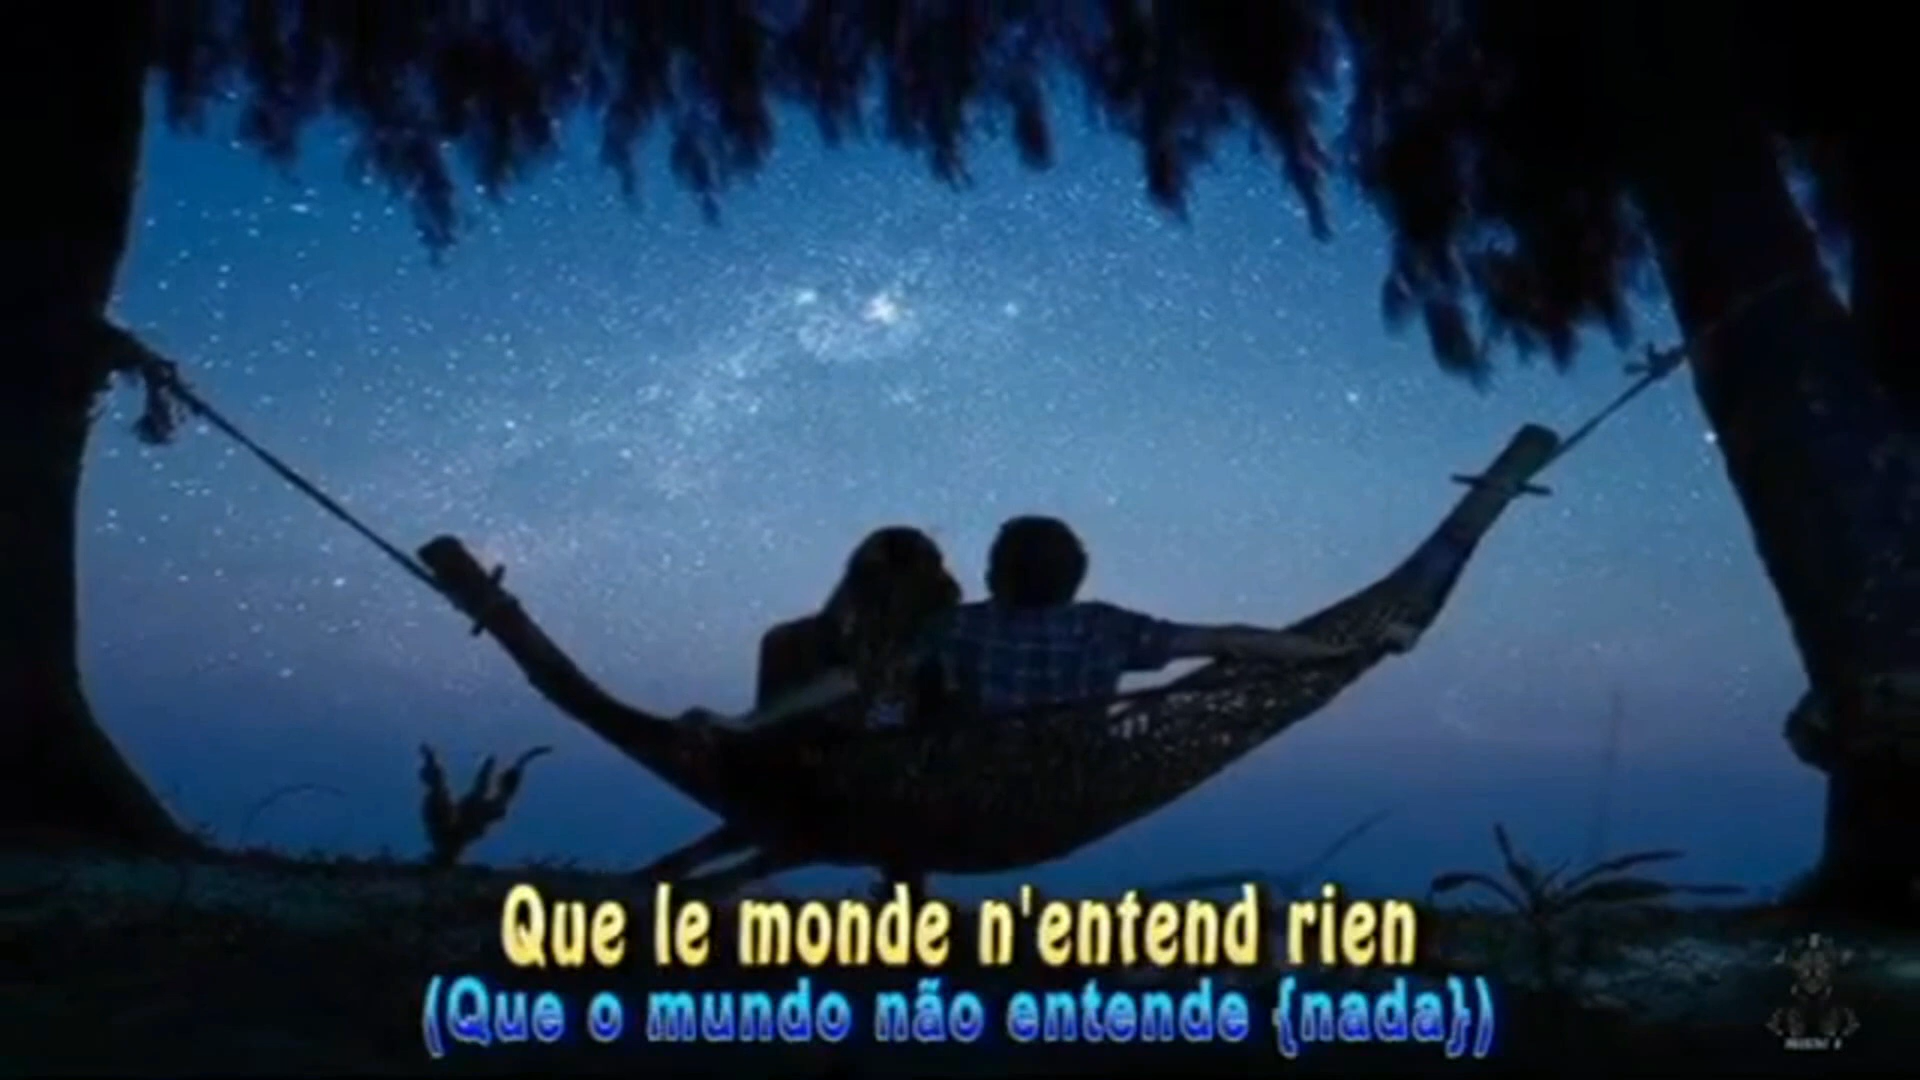 Que le monde n'entend rien
(Que o mundo não entende {nada})